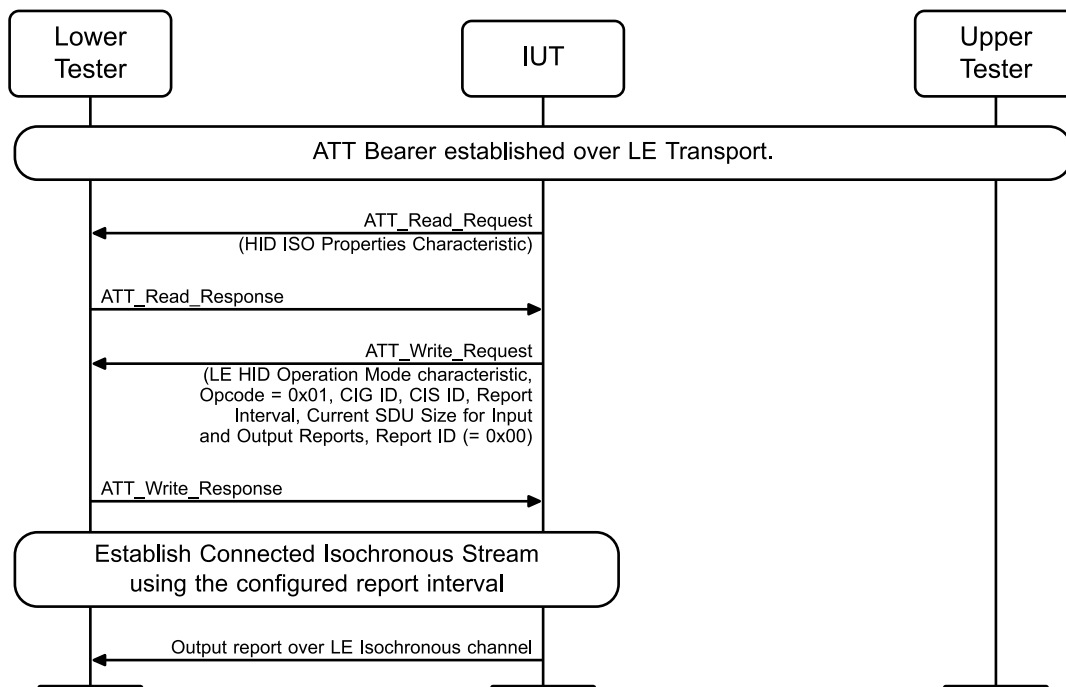 Lower
Tester
IUT
Upper
Tester
ATT Bearer established over LE Transport.
ATT_Read_Request
(HID ISO Properties Characteristic)
ATT_Read_Response
ATT_Write_Request
(LE HID Operation Mode characteristic,
Opcode = 0x01, CIG ID, CIS ID, Report
Interval, Current SDU Size for Input
and Output Reports, Report ID (= 0x00)
ATT_Write_Response
Establish Connected Isochronous Stream
using the configured report interval
Output report over LE Isochronous channel